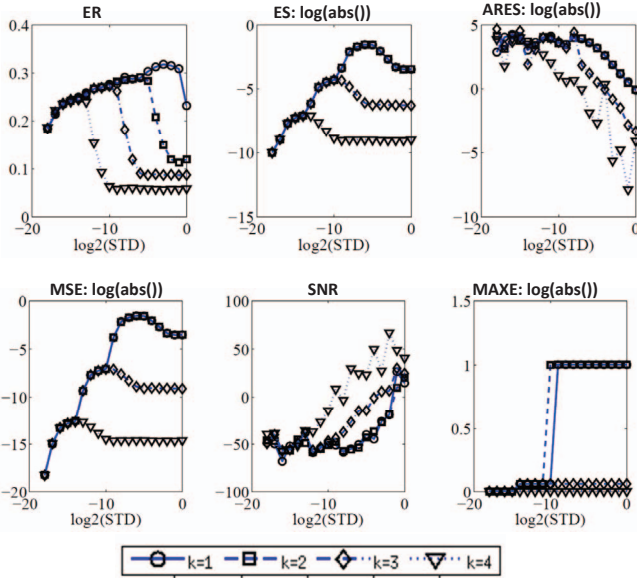 ER ES: log(abs()) ARES: log(abs())
0.4 0 5
0.3 −5 0
0.2 −10 −5
0.1
0 −15 −10
−20 −10 0 −20 −10 0 −20 −10 0
log2(STD) log2(STD) log2(STD)
MSE: log(abs()) SNR MAXE: log(abs())
0 100 1.5
−5 50 1
−10 0
−15 −50 0.5
−20 −100 0
−20 −10 0 −20 −10 0 −20 −10 0
log2(STD) log2(STD) log2(STD)
k=1 k=2 k=3 k=4